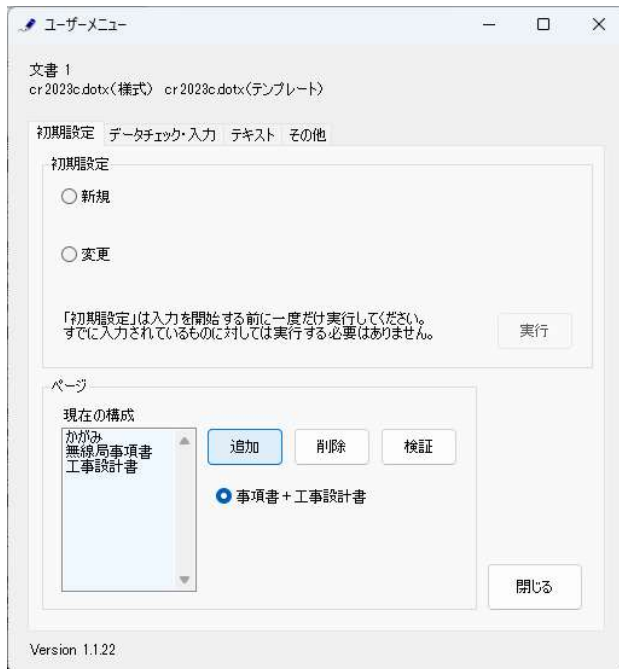 ユーザーメニュー
文書 1
cr2023c.dotx(様式) cr2023c.dotx(テンプレート)
初期設定 データチェック・入力 テキスト その他
初期設定
新規
変更
「初期設定」は入力を開始する前に一度だけ実行してください。
すでに入力されているものに対しては実行する必要はありません。
実行
ページ
現在の構成
かがみ
無線局事項書
工事設計書
追加 削除 検証
事項書+工事設計書
閉じる
Version 1.1.22